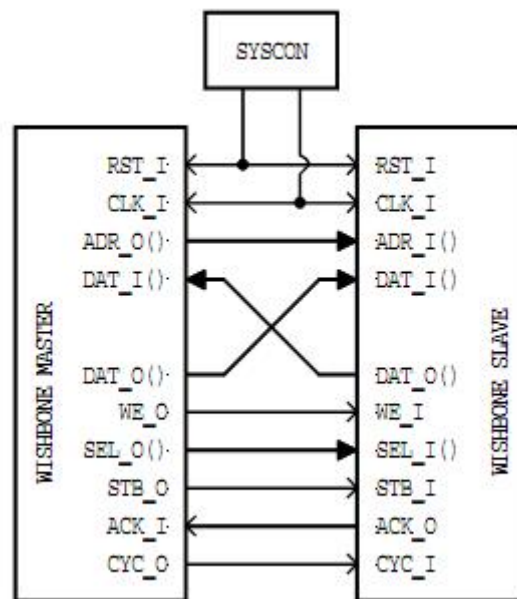 SYSCON
WISHBONE MASTER
RST_I
CLK_I
ADR_O()
DAT_I()
DAT_O()
WE_O
SEL_O()
STB_O
ACK_I
CYC_O
RST_I
CLK_I
ADR_I()
DAT_I()
DAT_O()
WE_I
SEL_I()
STB_I
ACK_O
CYC_I
WISHBONE SLAVE